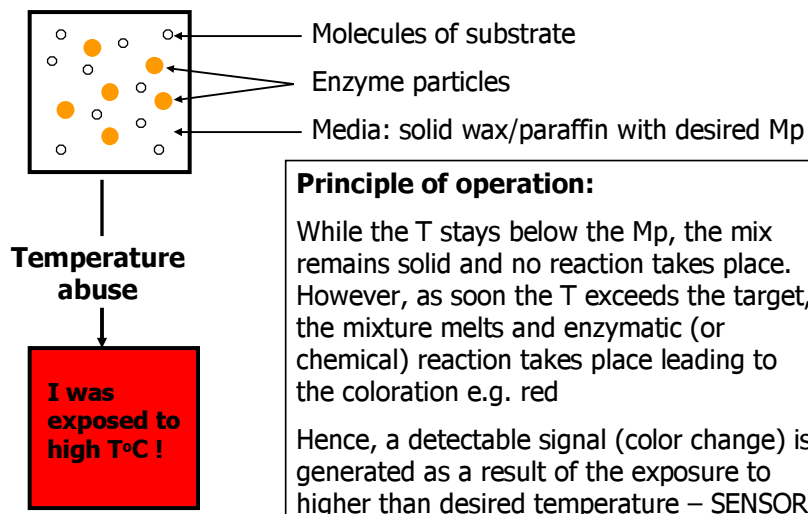 Molecules of substrate
Enzyme particles
Media: solid wax/paraffin with desired Mp
Temperature
abuse
I was
exposed to
high TºC !
Principle of operation:
While the T stays below the Mp, the mix
remains solid and no reaction takes place.
However, as soon the T exceeds the target,
the mixture melts and enzymatic (or
chemical) reaction takes place leading to
the coloration e.g. red
Hence, a detectable signal (color change) is
generated as a result of the exposure to
higher than desired temperature – SENSOR